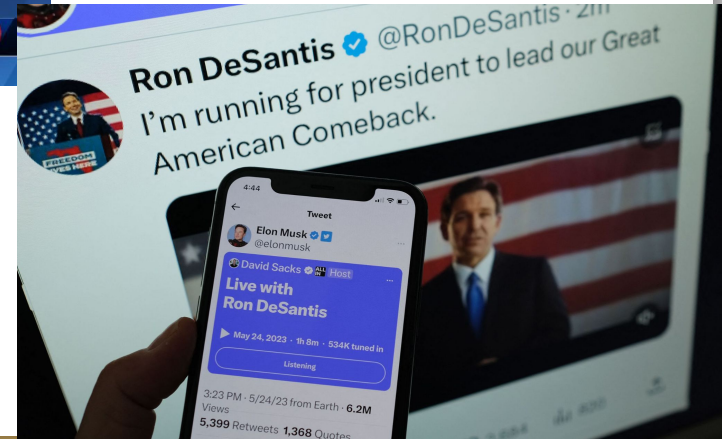 Ron DeSantis @RonDeSantis · 2m
I'm running for president to lead our Great
American Comeback.
FREEDOM
4:44
Tweet
Elon Musk
@elonmusk
David Sacks ALL IN Host
Live with
Ron DeSantis
May 24, 2023 · 1h 8m · 534K tuned in
Listening
3:23 PM · 5/24/23 from Earth · 6.2M
Views
5,399 Retweets 1,368 Quotes